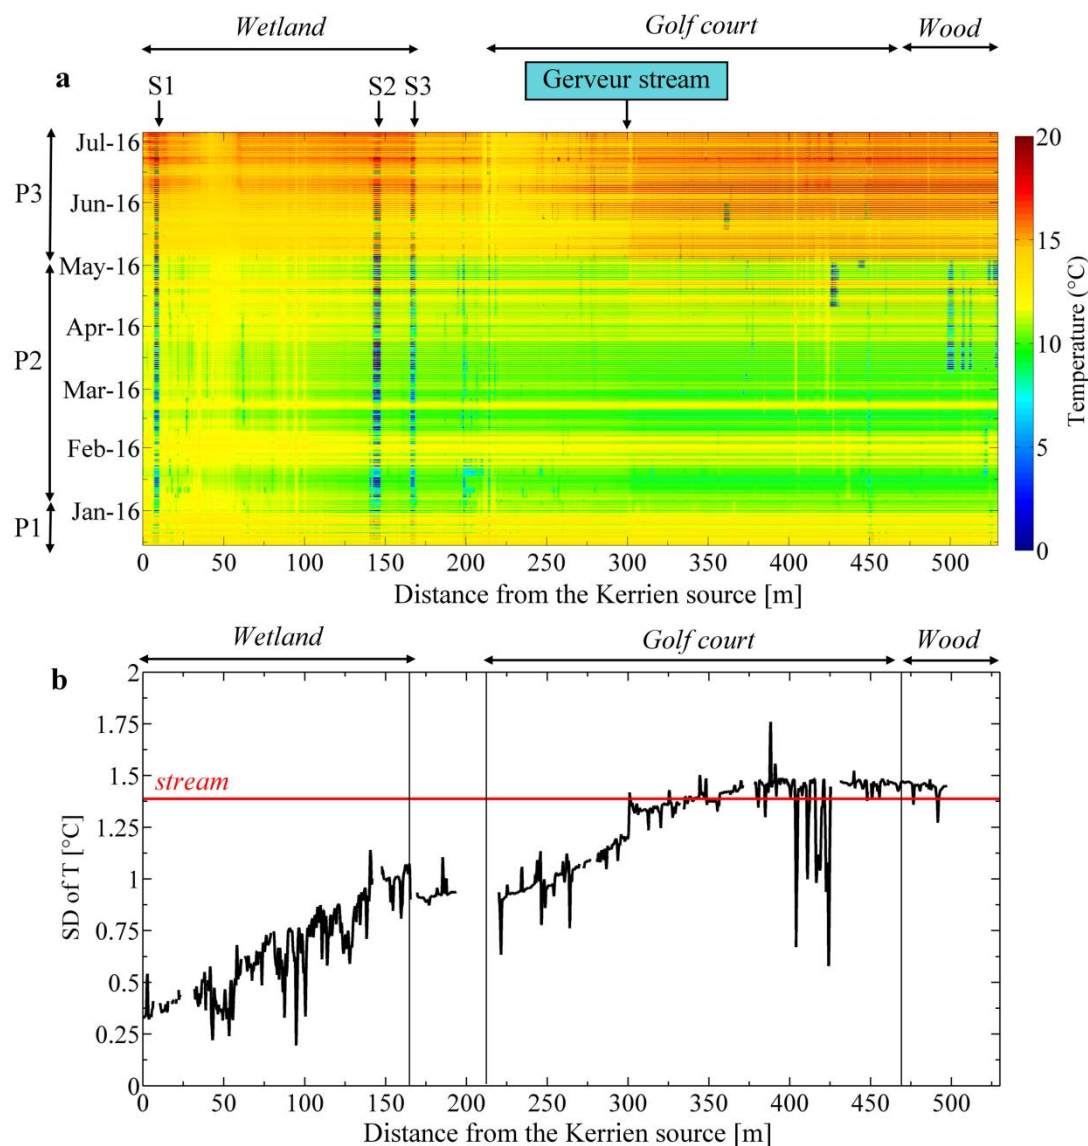 Wetland Golf court Wood
a S1 S2 S3 Gerveur stream
P3
P2
P1
Jul-16
Jun-16
May-16
Apr-16
Mar-16
Feb-16
Jan-16
0 50 100 150 200 250 300 350 400 450 500
Distance from the Kerrien source [m]
20
15
10
5
0
Temperature (°C)
Wetland Golf court Wood
b
2
1.75
1.5
1.25
1
0.75
0.5
0.25
0
SD of T [°C]
stream
0 50 100 150 200 250 300 350 400 450 500
Distance from the Kerrien source [m]